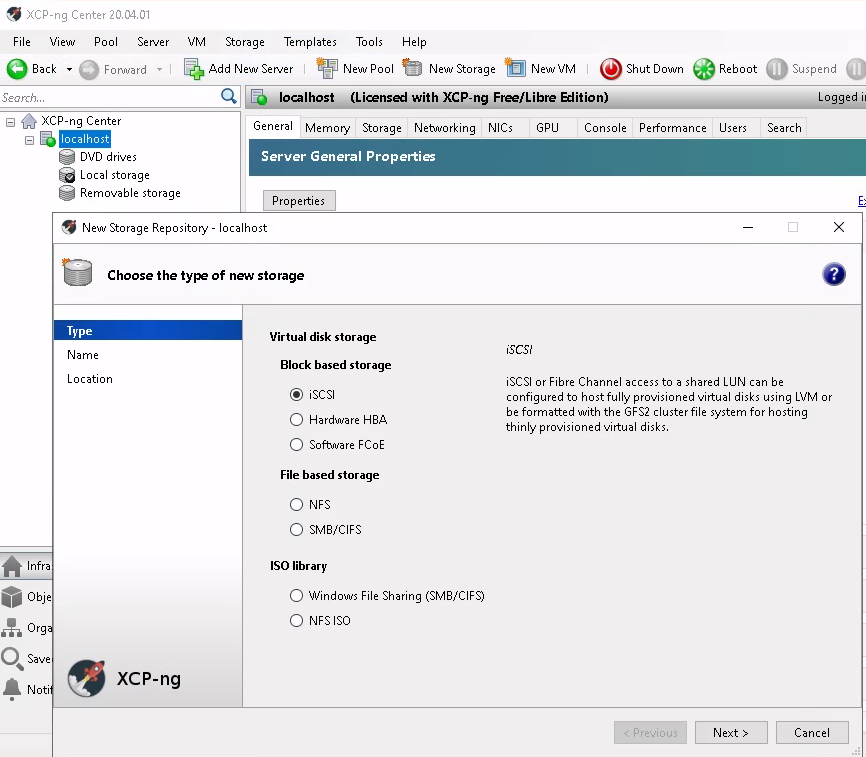 XCP-ng Center 20.04.01
File View Pool Server VM Storage Templates Tools Help
Back Forward Add New Server New Pool New Storage New VM Shut Down Reboot Suspend
Search...
localhost (Licensed with XCP-ng Free/Libre Edition) Logged i
XCP-ng Center
localhost
DVD drives
Local storage
Removable storage
General Memory Storage Networking NICs GPU Console Performance Users Search
Server General Properties
Properties
Ex
New Storage Repository - localhost
Choose the type of new storage
?
Type
Name
Location
Virtual disk storage
Block based storage
iSCSI
Hardware HBA
Software FCoE
File based storage
NFS
SMB/CIFS
ISO library
Windows File Sharing (SMB/CIFS)
NFS ISO
iSCSI
iSCSI or Fibre Channel access to a shared LUN can be
configured to host fully provisioned virtual disks using LVM or
be formatted with the GFS2 cluster file system for hosting
thinly provisioned virtual disks.
Infra
Obje
Orga
Save
Notif
XCP-ng
< Previous Next > Cancel